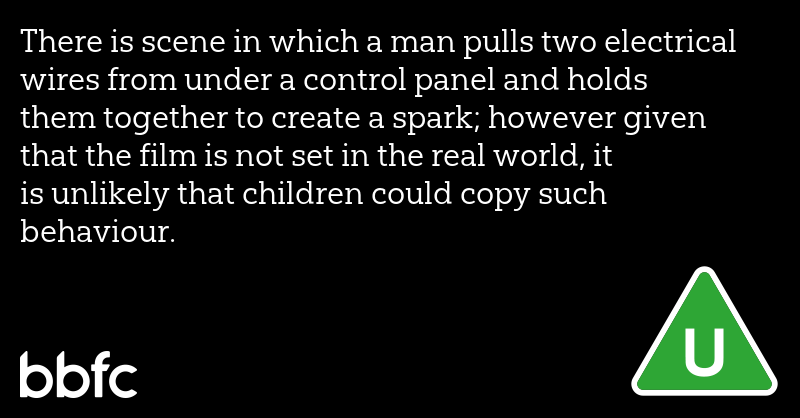 There is scene in which a man pulls two electrical
wires from under a control panel and holds
them together to create a spark; however given
that the film is not set in the real world, it
is unlikely that children could copy such
behaviour.
bbfc
U